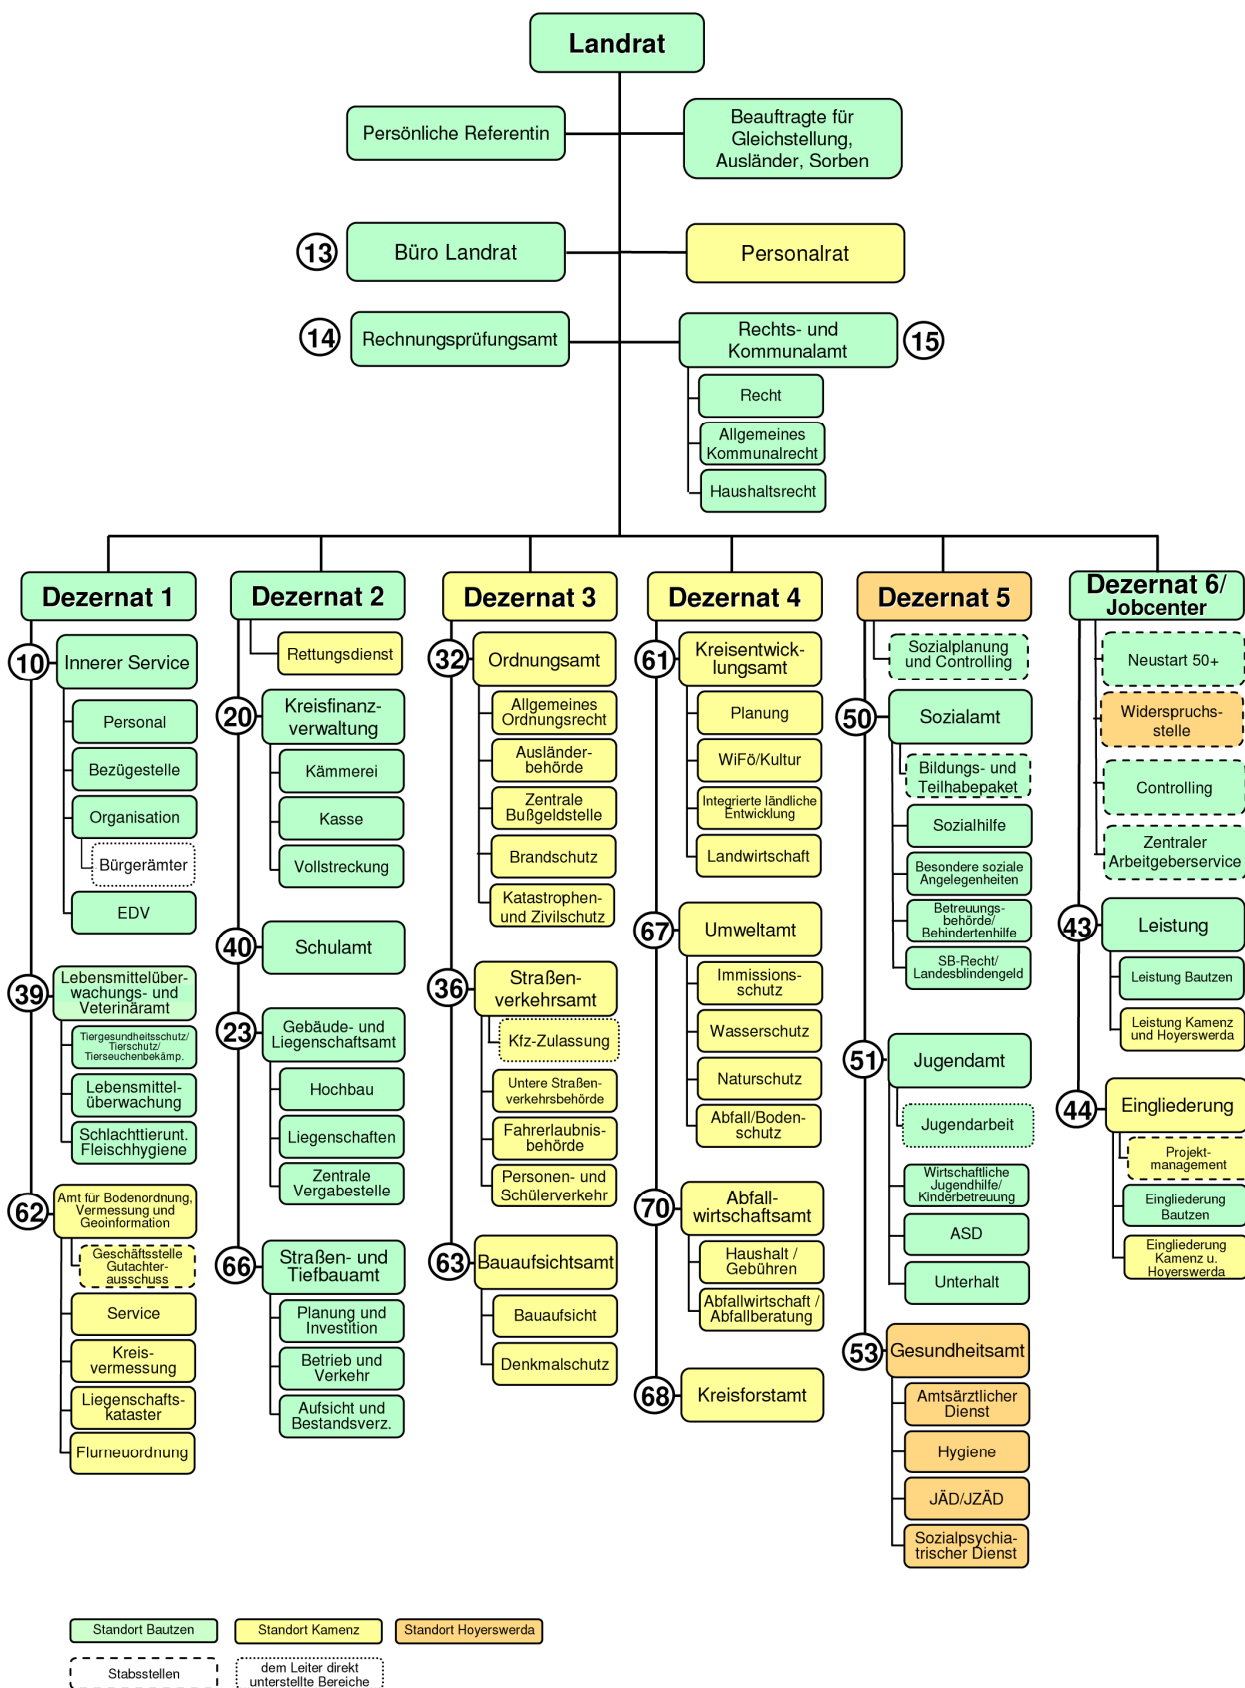 Landrat
Persönliche Referentin
Beauftragte für
Gleichstellung,
Ausländer, Sorben
13
Büro Landrat
Personalrat
14
Rechnungsprüfungsamt
Rechts- und
Kommunalamt
15
Recht
Allgemeines
Kommunalrecht
Haushaltsrecht
Dezernat 1
10
Innerer Service
Personal
Bezügestelle
Organisation
Bürgerämter
EDV
39
Lebensmittelüber-
wachungs- und
Veterinäramt
Tiergesundheitsschutz/
Tierschutz/
Tierseuchenbekämp.
Lebensmittel-
überwachung
Schlachttierunt.
Fleischhygiene
62
Amt für Bodenordnung,
Vermessung und
Geoinformation
Geschäftsstelle
Gutachter-
ausschuss
Service
Kreis-
vermessung
Liegenschafts-
kataster
Flurneuordnung
Dezernat 2
Rettungsdienst
20
Kreisfinanz-
verwaltung
Kämmerei
Kasse
Vollstreckung
40
Schulamt
23
Gebäude- und
Liegenschaftsamt
Hochbau
Liegenschaften
Zentrale
Vergabestelle
66
Straßen- und
Tiefbauamt
Planung und
Investition
Betrieb und
Verkehr
Aufsicht und
Bestandsverz.
Dezernat 3
32
Ordnungsamt
Allgemeines
Ordnungsrecht
Ausländer-
behörde
Zentrale
Bußgeldstelle
Brandschutz
Katastrophen-
und Zivilschutz
36
Straßen-
verkehrsamt
Kfz-Zulassung
Untere Straßen-
verkehrsbehörde
Fahrerlaubnis-
behörde
Personen- und
Schülerverkehr
63
Bauaufsichtsamt
Bauaufsicht
Denkmalschutz
Dezernat 4
61
Kreisentwick-
lungsamt
Planung
WiFö/Kultur
Integrierte ländliche
Entwicklung
Landwirtschaft
67
Umweltamt
Immissions-
schutz
Wasserschutz
Naturschutz
Abfall/Boden-
schutz
70
Abfall-
wirtschaftsamt
Haushalt /
Gebühren
Abfallwirtschaft /
Abfallberatung
68
Kreisforstamt
Dezernat 5
Sozialplanung
und Controlling
50
Sozialamt
Bildungs- und
Teilhabepaket
Sozialhilfe
Besondere soziale
Angelegenheiten
Betreuungs-
behörde/
Behindertenhilfe
SB-Recht/
Landesblindengeld
51
Jugendamt
Jugendarbeit
Wirtschaftliche
Jugendhilfe/
Kinderbetreuung
ASD
Unterhalt
53
Gesundheitsamt
Amtsärztlicher
Dienst
Hygiene
JÄD/JZÄD
Sozialpsychia-
trischer Dienst
Dezernat 6/
Jobcenter
Neustart 50+
Widerspruchs-
stelle
Controlling
Zentraler
Arbeitgeberservice
43
Leistung
Leistung Bautzen
Leistung Kamenz
und Hoyerswerda
44
Eingliederung
Projekt-
management
Eingliederung
Bautzen
Eingliederung
Kamenz u.
Hoyerswerda
Standort Bautzen
Standort Kamenz
Standort Hoyerswerda
Stabsstellen
dem Leiter direkt
unterstellte Bereiche